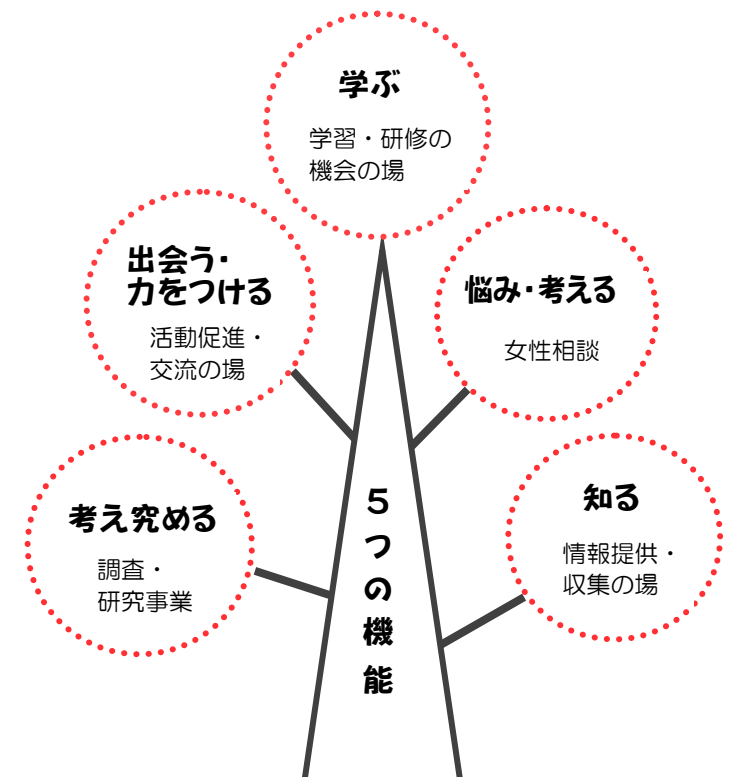 学ぶ
学習・研修の
機会の場
出会う・
力をつける
活動促進・
交流の場
悩み・考える
女性相談
考え究める
調査・
研究事業
知る
情報提供・
収集の場
5つの機能